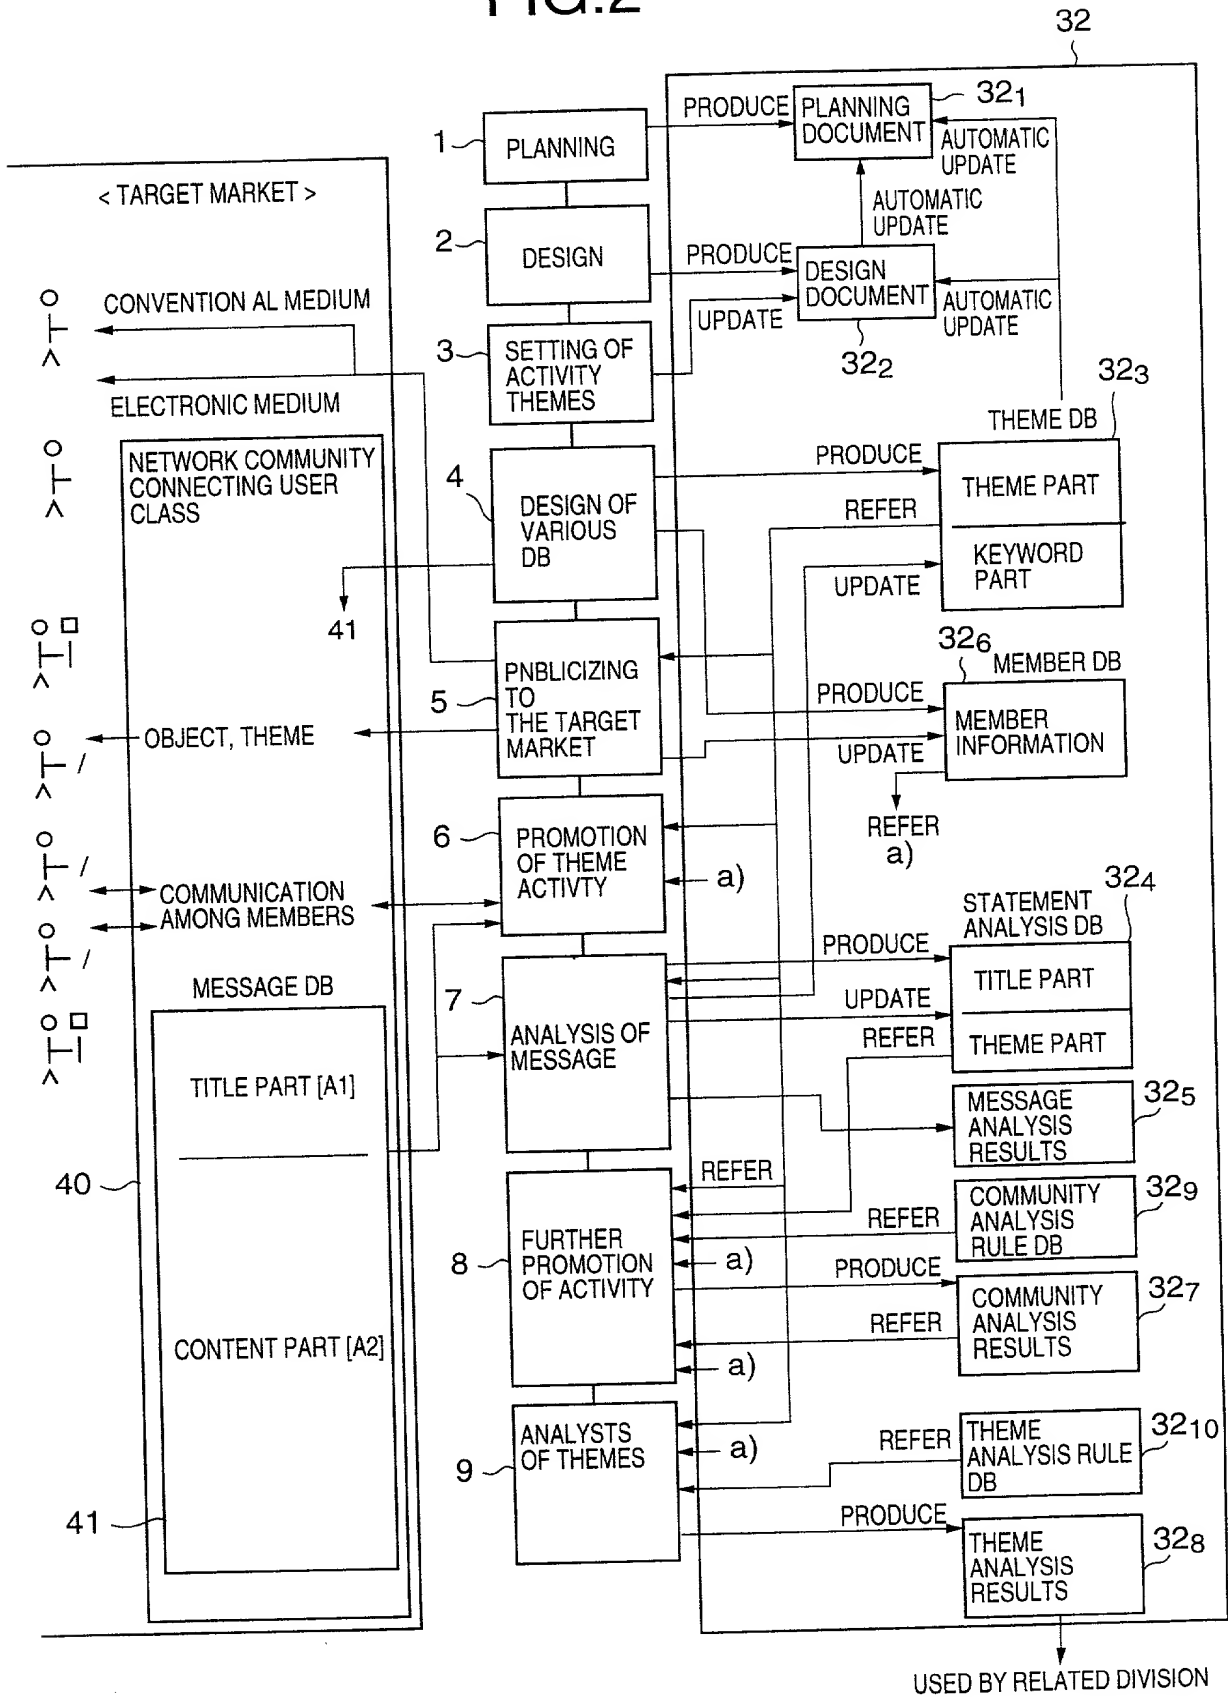 FIG.2
32
1
PLANNING
PRODUCE
PLANNING
DOCUMENT
32₁
AUTOMATIC
UPDATE
AUTOMATIC
UPDATE
< TARGET MARKET >
2
DESIGN
PRODUCE
DESIGN
DOCUMENT
32₂
AUTOMATIC
UPDATE
CONVENTION AL MEDIUM
ELECTRONIC MEDIUM
3
SETTING OF
ACTIVITY
THEMES
UPDATE
THEME DB
32₃
NETWORK COMMUNITY
CONNECTING USER
CLASS
41
4
DESIGN OF
VARIOUS
DB
PRODUCE
THEME PART
REFER
KEYWORD
PART
UPDATE
5
PNBLICIZING
TO
THE TARGET
MARKET
32₆
MEMBER DB
PRODUCE
MEMBER
INFORMATION
UPDATE
REFER
a)
OBJECT, THEME
6
PROMOTION
OF THEME
ACTIVTY
a)
COMMUNICATION
AMONG MEMBERS
STATEMENT
ANALYSIS DB
32₄
7
ANALYSIS OF
MESSAGE
PRODUCE
TITLE PART
UPDATE
REFER
THEME PART
MESSAGE DB
TITLE PART [A1]
CONTENT PART [A2]
40
41
MESSAGE
ANALYSIS
RESULTS
32₅
8
FURTHER
PROMOTION
OF ACTIVITY
REFER
REFER
COMMUNITY
ANALYSIS
RULE DB
32₉
a)
PRODUCE
COMMUNITY
ANALYSIS
RESULTS
32₇
REFER
a)
9
ANALYSTS
OF THEMES
a)
REFER
THEME
ANALYSIS RULE
DB
32₁₀
PRODUCE
THEME
ANALYSIS
RESULTS
32₈
USED BY RELATED DIVISION